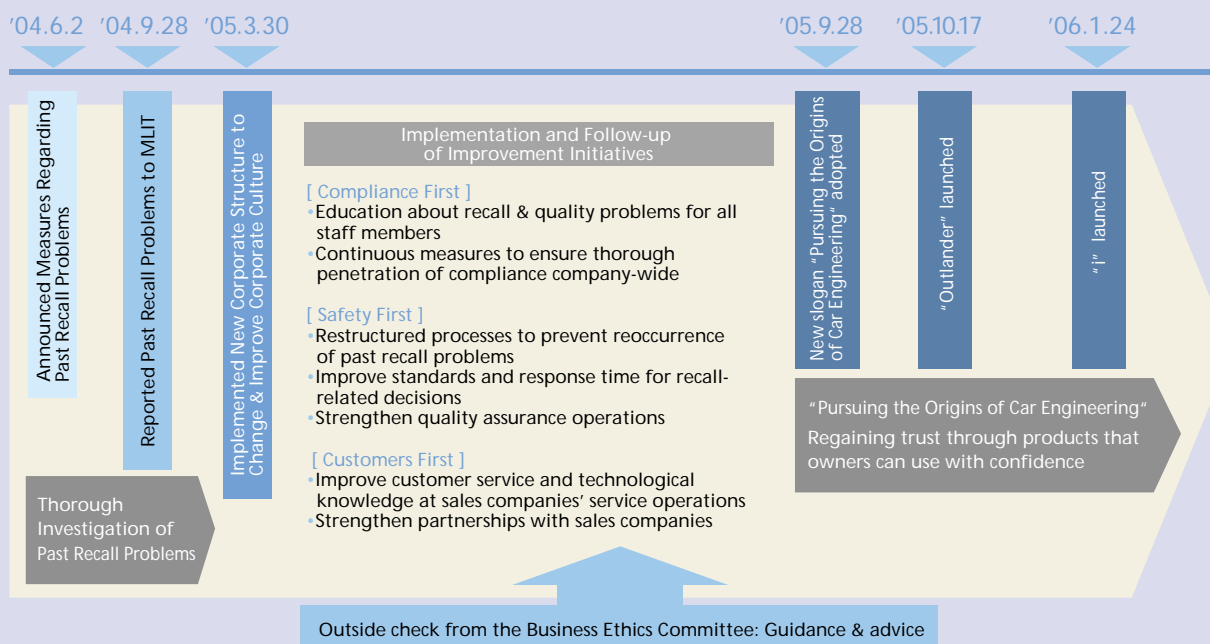 '04.6.2
'04.9.28
'05.3.30
'05.9.28
'05.10.17
'06.1.24
Announced Measures Regarding
Past Recall Problems
Reported Past Recall Problems to MLIT
Implemented New Corporate Structure to
Change & Improve Corporate Culture
Thorough
Investigation of
Past Recall Problems
Implementation and Follow-up
of Improvement Initiatives
[ Compliance First ]
•Education about recall & quality problems for all
staff members
•Continuous measures to ensure thorough
penetration of compliance company-wide
[ Safety First ]
•Restructured processes to prevent reoccurrence
of past recall problems
•Improve standards and response time for recall-
related decisions
•Strengthen quality assurance operations
[ Customers First ]
•Improve customer service and technological
knowledge at sales companies' service operations
•Strengthen partnerships with sales companies
New slogan “Pursuing the Origins
of Car Engineering“ adopted
“Outlander” launched
“i” launched
“Pursuing the Origins of Car Engineering“
Regaining trust through products that
owners can use with confidence
Outside check from the Business Ethics Committee: Guidance & advice